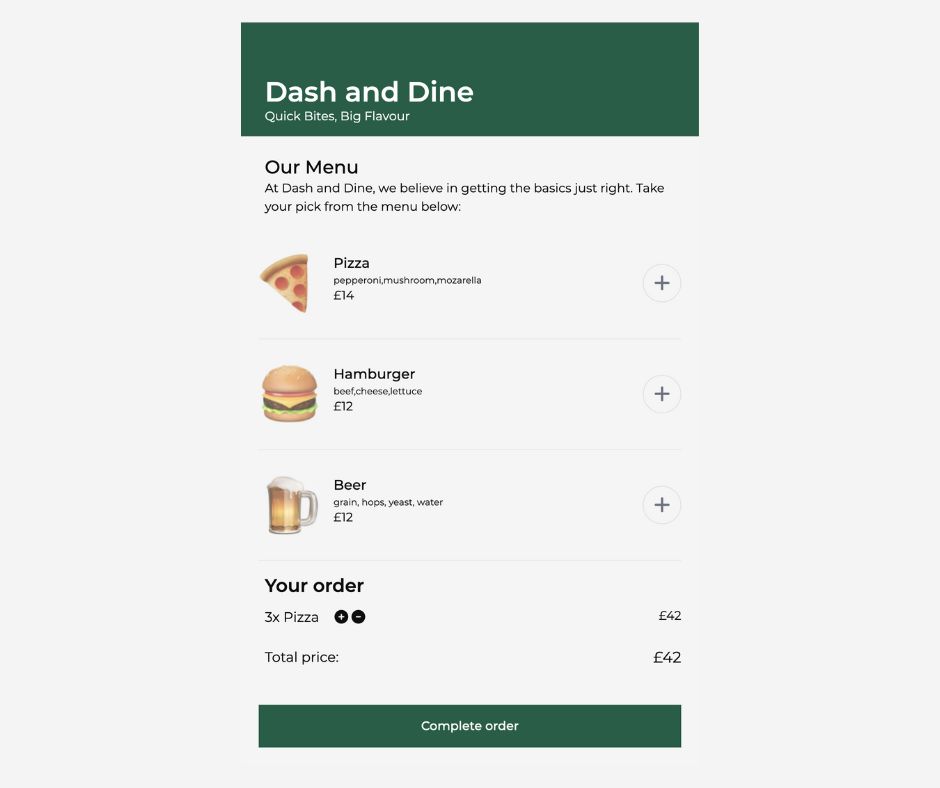 Dash and Dine
Quick Bites, Big Flavour
Our Menu
At Dash and Dine, we believe in getting the basics just right. Take
your pick from the menu below:
Pizza
pepperoni,mushroom,mozarella
£14
+
Hamburger
beef,cheese,lettuce
£12
+
Beer
grain, hops, yeast, water
£12
+
Your order
3x Pizza + - £42
Total price: £42
Complete order